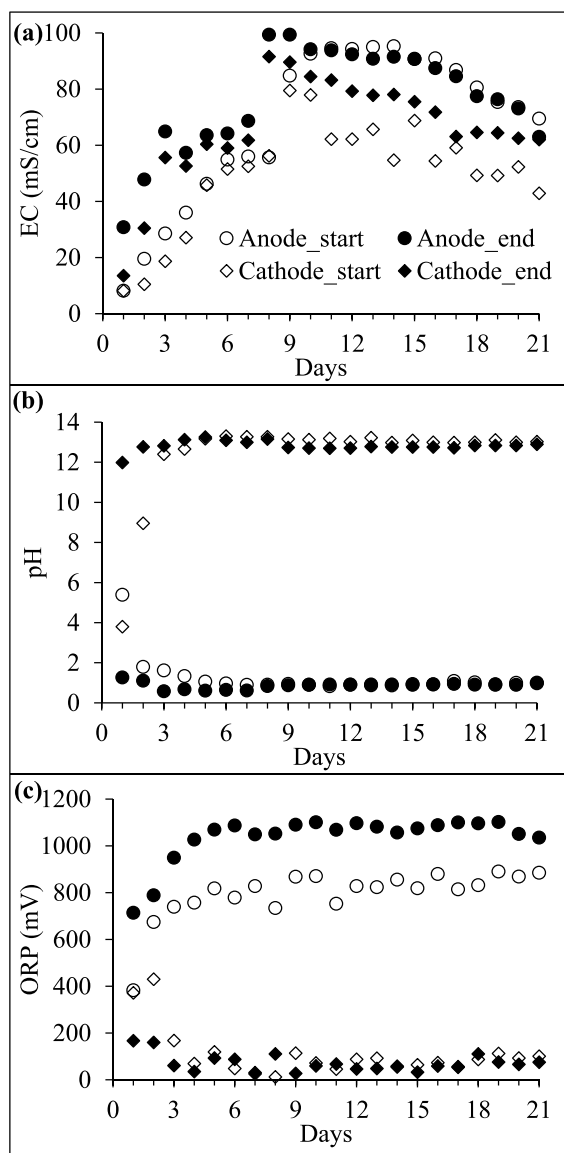 (a)
EC (mS/cm)
100
80
60
40
20
0
Anode_start Anode_end
Cathode_start Cathode_end
0 3 6 9 12 15 18 21
Days
(b)
pH
14
12
10
8
6
4
2
0
0 3 6 9 12 15 18 21
Days
(c)
ORP (mV)
1200
1000
800
600
400
200
0
0 3 6 9 12 15 18 21
Days